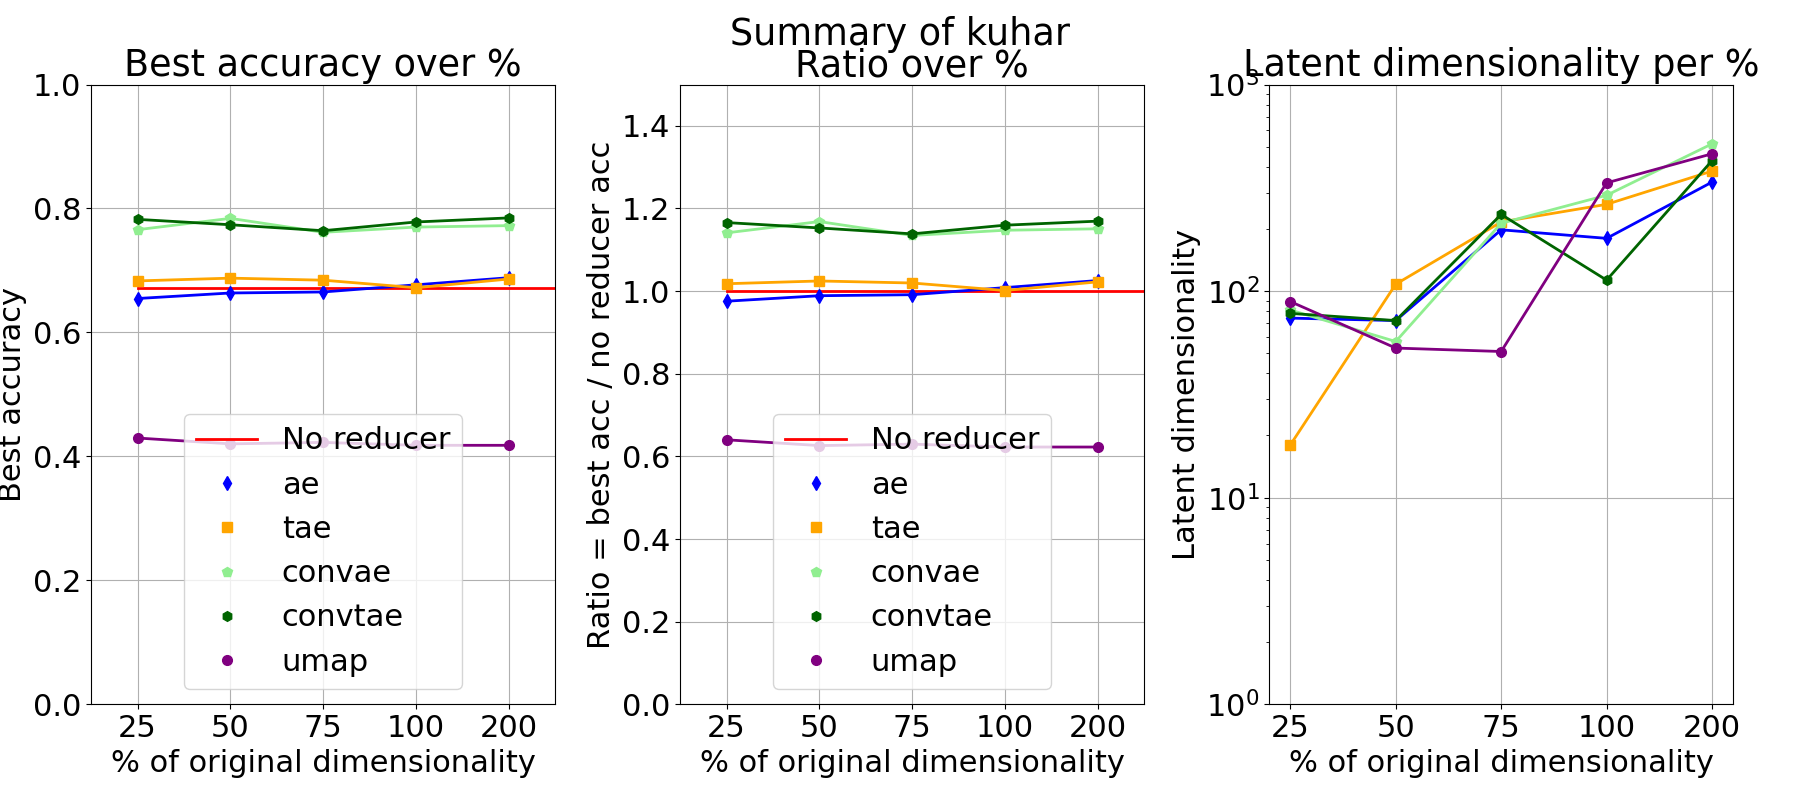 Summary of kuhar
Best accuracy over %
1.0
0.8
0.6
0.4
0.2
0.0
Best accuracy
No reducer
ae
tae
convae
convtae
umap
25 50 75 100 200
% of original dimensionality
Ratio over %
1.4
1.2
1.0
0.8
0.6
0.4
0.2
0.0
Ratio = best acc / no reducer acc
No reducer
ae
tae
convae
convtae
umap
25 50 75 100 200
% of original dimensionality
Latent dimensionality per %
10³
10²
10¹
10⁰
Latent dimensionality
25 50 75 100 200
% of original dimensionality